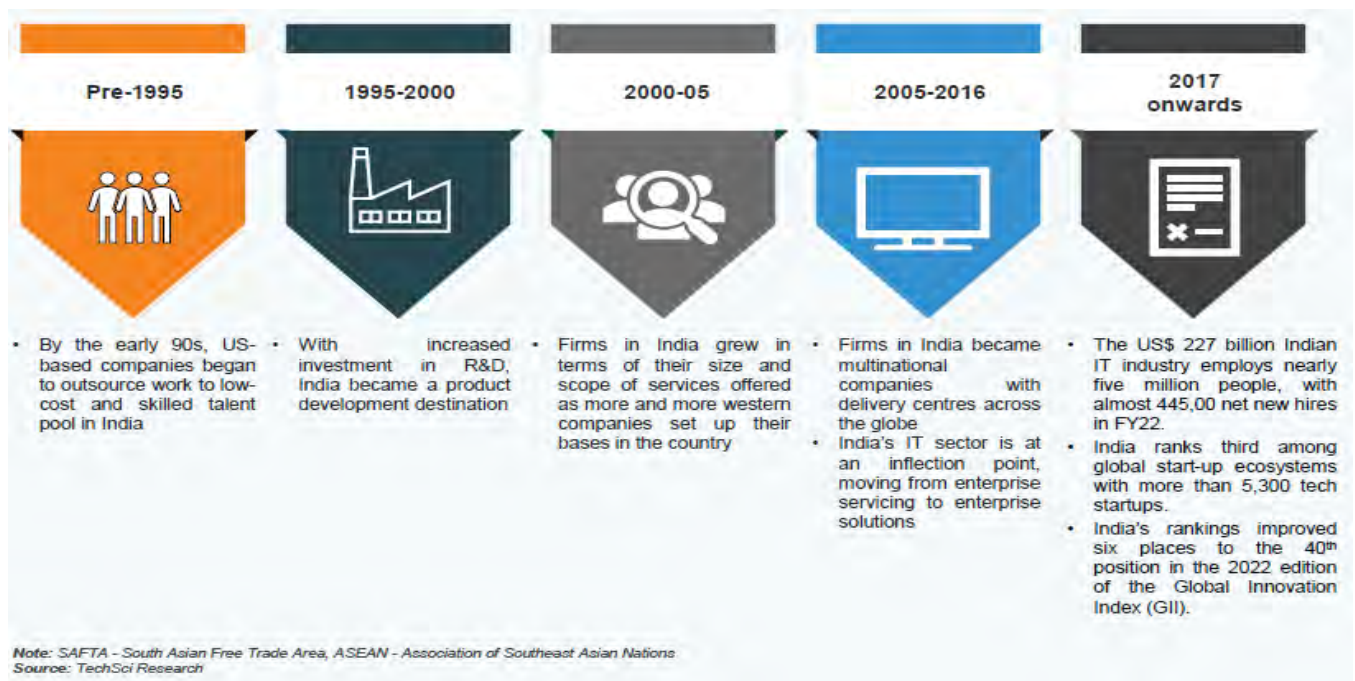 Pre-1995
1995-2000
2000-05
2005-2016
2017
onwards
• By the early 90s, US-
based companies began
to outsource work to low-
cost and skilled talent
pool in India
• With increased
investment in R&D,
India became a product
development destination
• Firms in India grew in
terms of their size and
scope of services offered
as more and more western
companies set up their
bases in the country
• Firms in India became
multinational
companies with
delivery centres across
the globe
• India's IT sector is at
an inflection point,
moving from enterprise
servicing to enterprise
solutions
• The US$ 227 billion Indian
IT industry employs nearly
five million people, with
almost 445,00 net new hires
in FY22.
• India ranks third among
global start-up ecosystems
with more than 5,300 tech
startups.
• India's rankings improved
six places to the 40th
position in the 2022 edition
of the Global Innovation
Index (GII).
Note: SAFTA - South Asian Free Trade Area, ASEAN - Association of Southeast Asian Nations
Source: TechSci Research